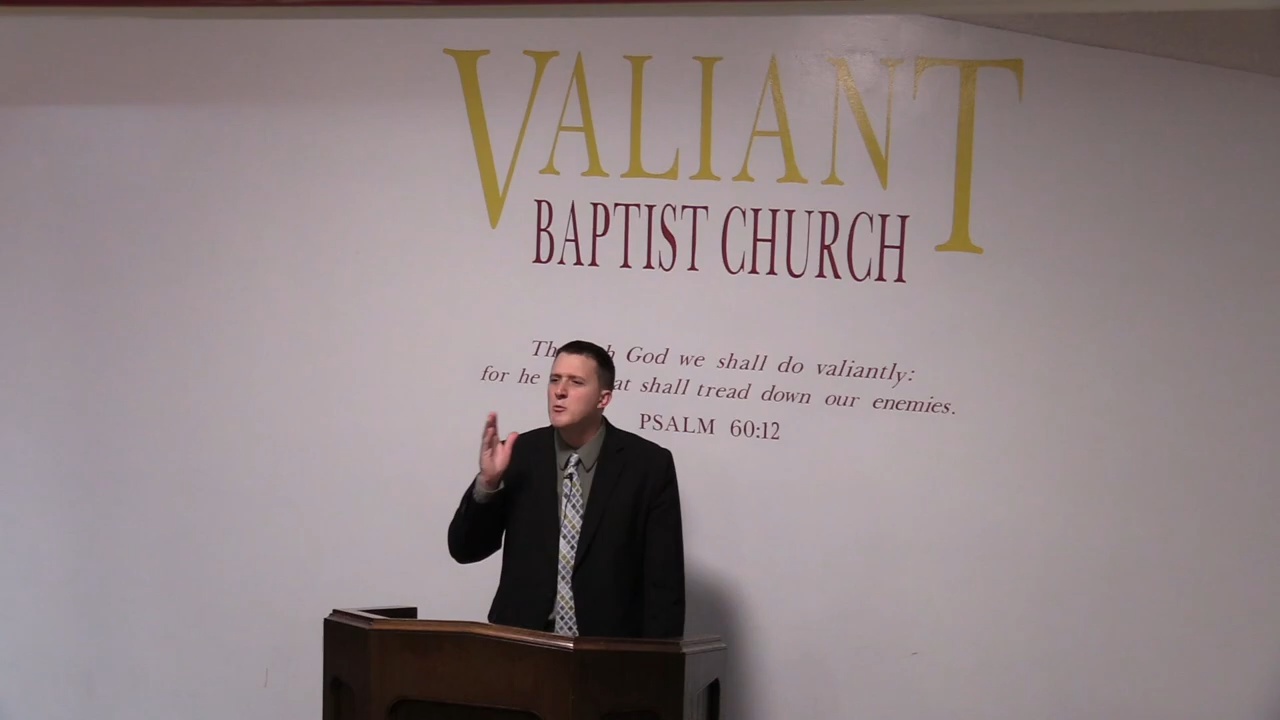 VALIANT
BAPTIST CHURCH
God we shall do valiantly:
for he shall tread down our enemies.
PSALM 60:12